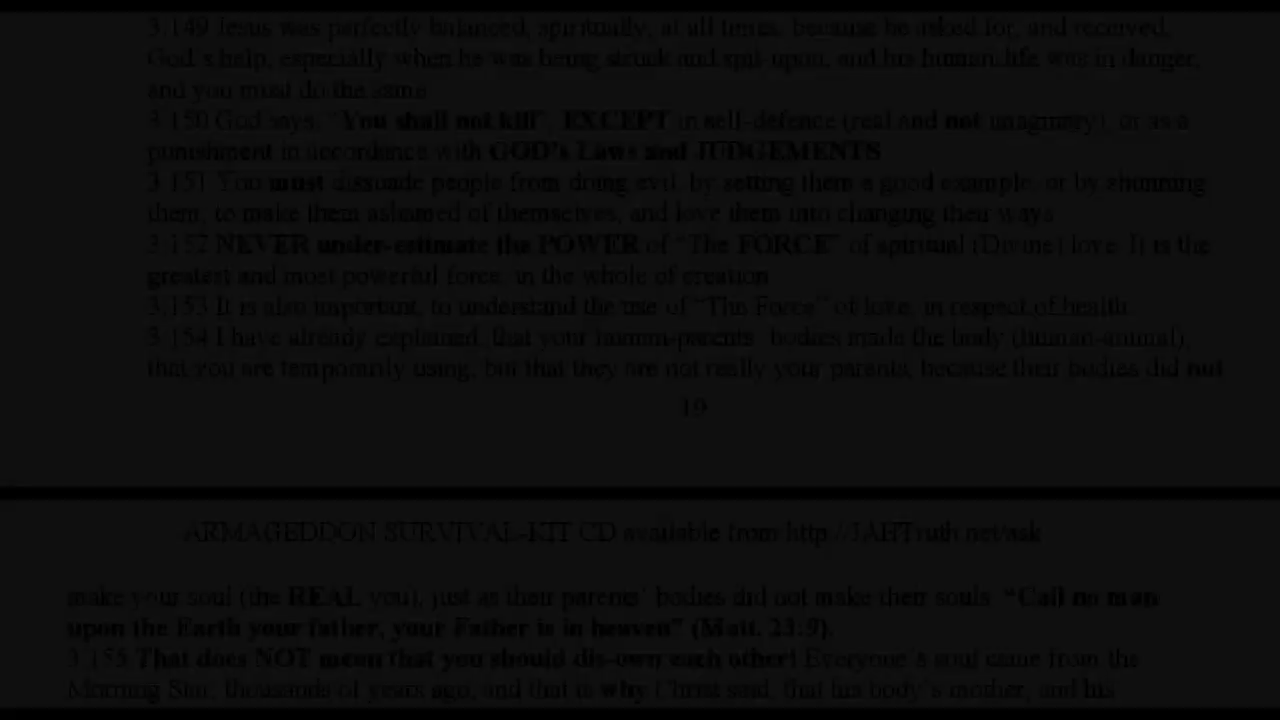 3.149 Jesus was perfectly balanced, spiritually, at all times, because he asked for, and received,
God's help, especially when he was being struck and spat-upon, and his human life was in danger,
and you must do the same.
3.150 God says, "You shall not kill", EXCEPT in self-defence (real and not imaginary), or as a
punishment in accordance with GOD's Laws and JUDGEMENTS
3.151 You must dissuade people from doing evil, by setting them a good example, or by shunning
them, to make them ashamed of themselves, and love them into changing their ways.
3.152 NEVER under-estimate the POWER of "The FORCE" of spiritual (Divine) love. It is the
greatest and most powerful force, in the whole of creation.
3.153 It is also important, to understand the use of "The Force" of love, in respect of health.
3.154 I have already explained, that your human-parents' bodies made the body (human-animal),
that you are temporarily using, but that they are not really your parents, because their bodies did not
19
ARMAGEDDON SURVIVAL-KIT CD available from http://JAHTruth.net/ask
make your soul (the REAL you), just as their parents' bodies did not make their souls. "Call no man
upon the Earth your father, your Father is in heaven" (Matt. 23:9).
3.155 That does NOT mean that you should dis-own each other! Everyone's soul came from the
Morning Star, thousands of years ago, and that is why Christ said, that his body's mother, and his